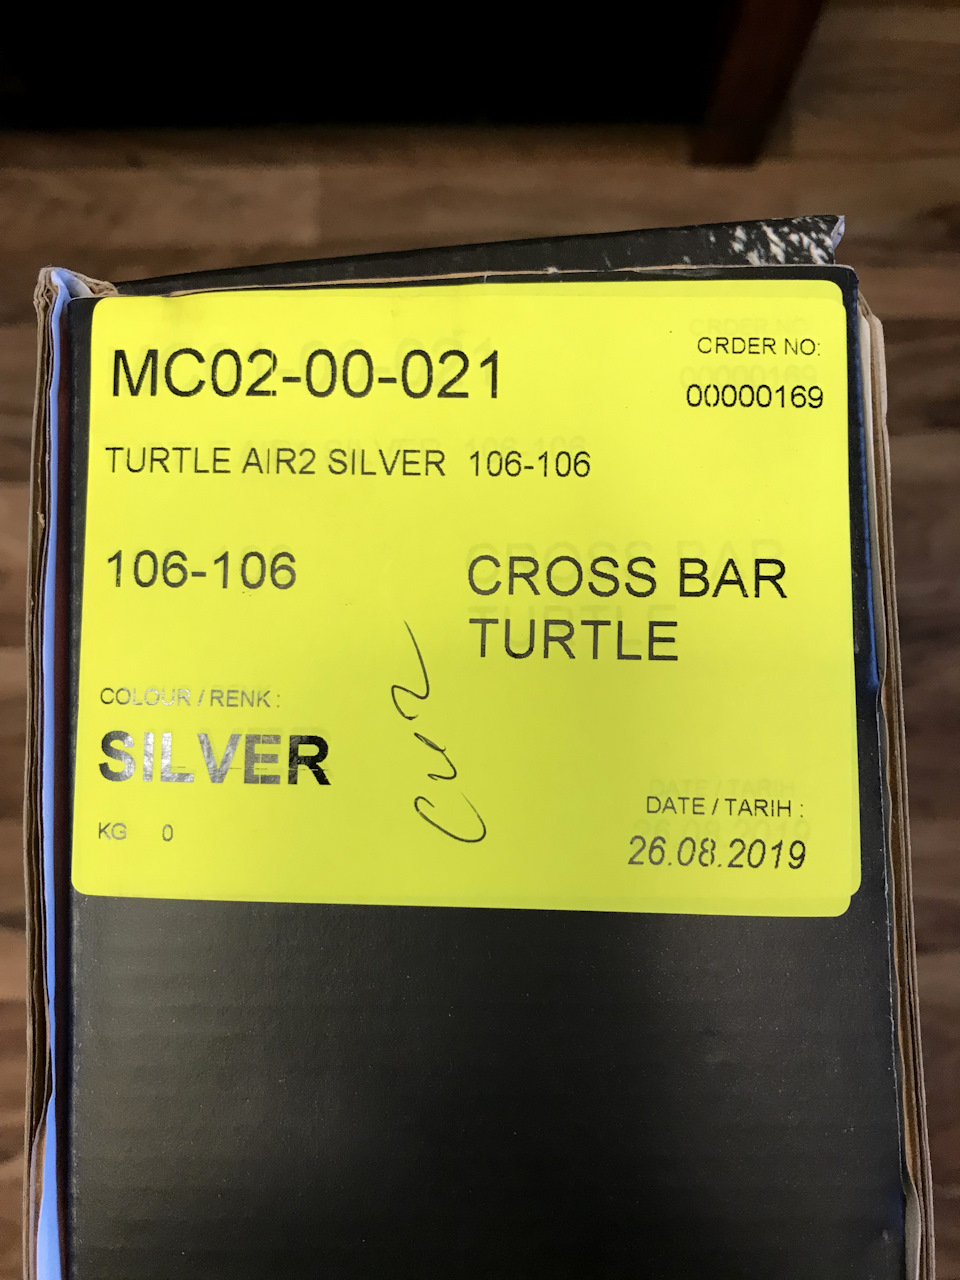 MC02-00-021
CRDER NO:
00000169
TURTLE AIR2 SILVER 106-106
106-106
CROSS BAR
TURTLE
COLOUR / RENK :
SILVER
KG 0
DATE / TARIH :
26.08.2019